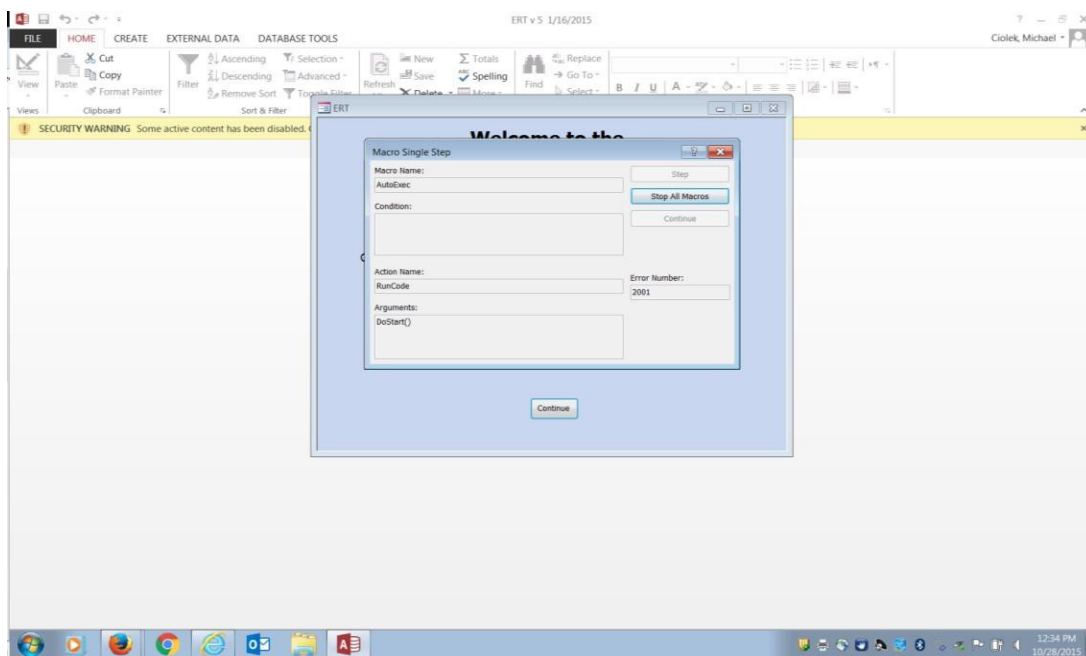 ERT v 5 1/16/2015
FILE HOME CREATE EXTERNAL DATA DATABASE TOOLS Ciolek, Michael
View Paste Cut Copy Format Painter
Filter Ascending Descending Remove Sort Selection Advanced Toggle Filter
Refresh New Save Delete Totals Spelling More
Find Replace Go To Select
B I U A
Views Clipboard Sort & Filter
SECURITY WARNING Some active content has been disabled.
ERT
Welcome to the
Macro Single Step
Macro Name:
AutoExec
Step
Stop All Macros
Condition:
Continue
Action Name:
RunCode
Error Number:
2001
Arguments:
DoStart()
Continue
12:34 PM
10/28/2015